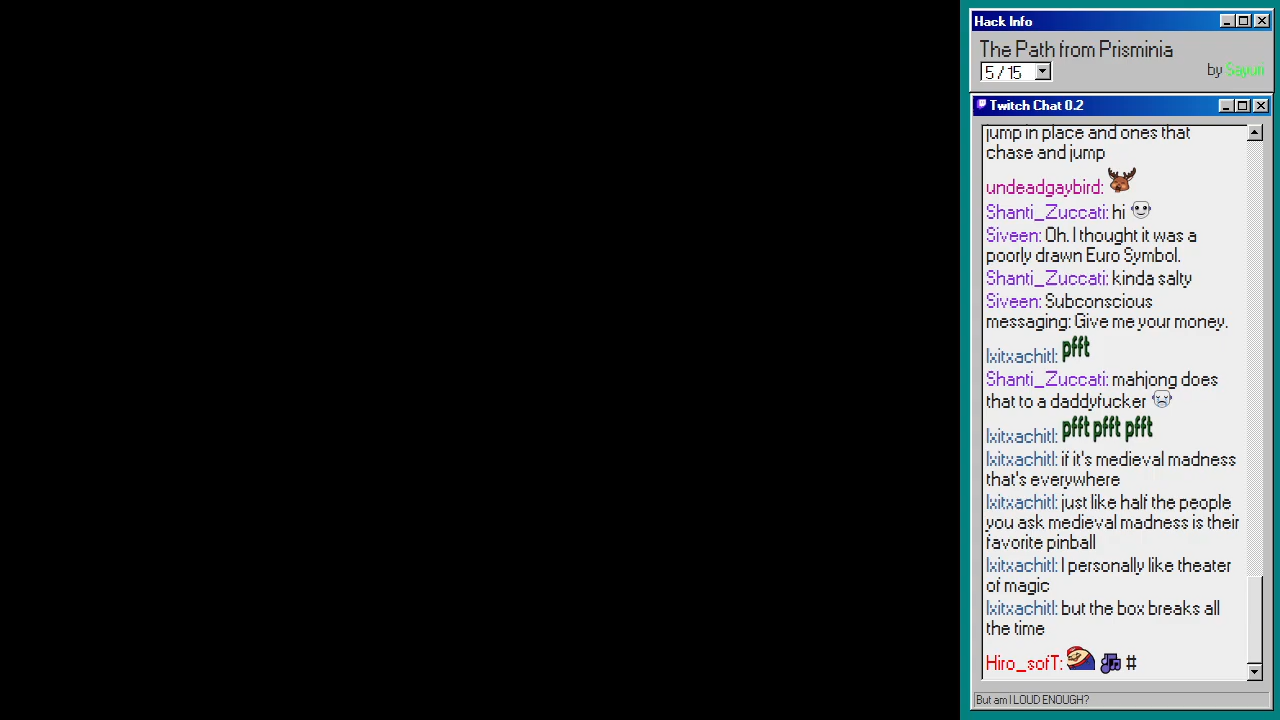 Hack Info
The Path from Prisminia
5 / 15
by Sayuri
Twitch Chat 0.2
jump in place and ones that
chase and jump
undeadgaybird:
Shanti_Zuccati: hi
Siveen: Oh. I thought it was a
poorly drawn Euro Symbol.
Shanti_Zuccati: kinda salty
Siveen: Subconscious
messaging: Give me your money.
Ixitxachitl: pfft
Shanti_Zuccati: mahjong does
that to a daddyfucker
Ixitxachitl: pfft pfft pfft
Ixitxachitl: if it's medieval madness
that's everywhere
Ixitxachitl: just like half the people
you ask medieval madness is their
favorite pinball
Ixitxachitl: I personally like theater
of magic
Ixitxachitl: but the box breaks all
the time
Hiro_sofT: #
But am I LOUD ENOUGH?